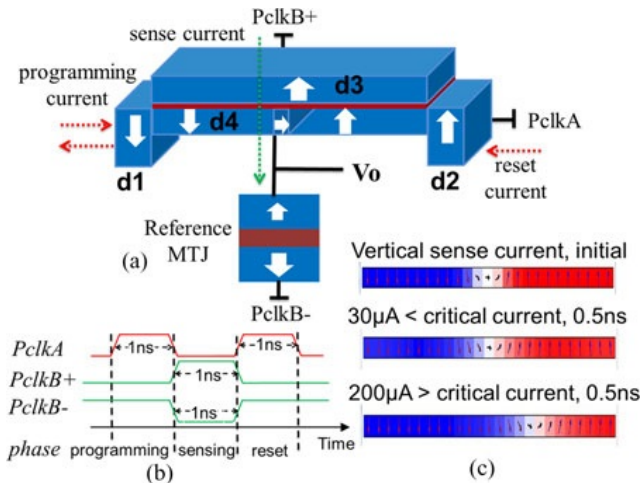 PclkB+
sense current
programming
current
d3
d4
PclkA
d1
d2
Vo
reset
current
Reference
MTJ
(a)
PclkB-
Vertical sense current, initial
30µA < critical current, 0.5ns
200µA > critical current, 0.5ns
(c)
PclkA
1ns
1ns
PclkB+
1ns
PclkB-
1ns
Time
phase programming sensing reset
(b)